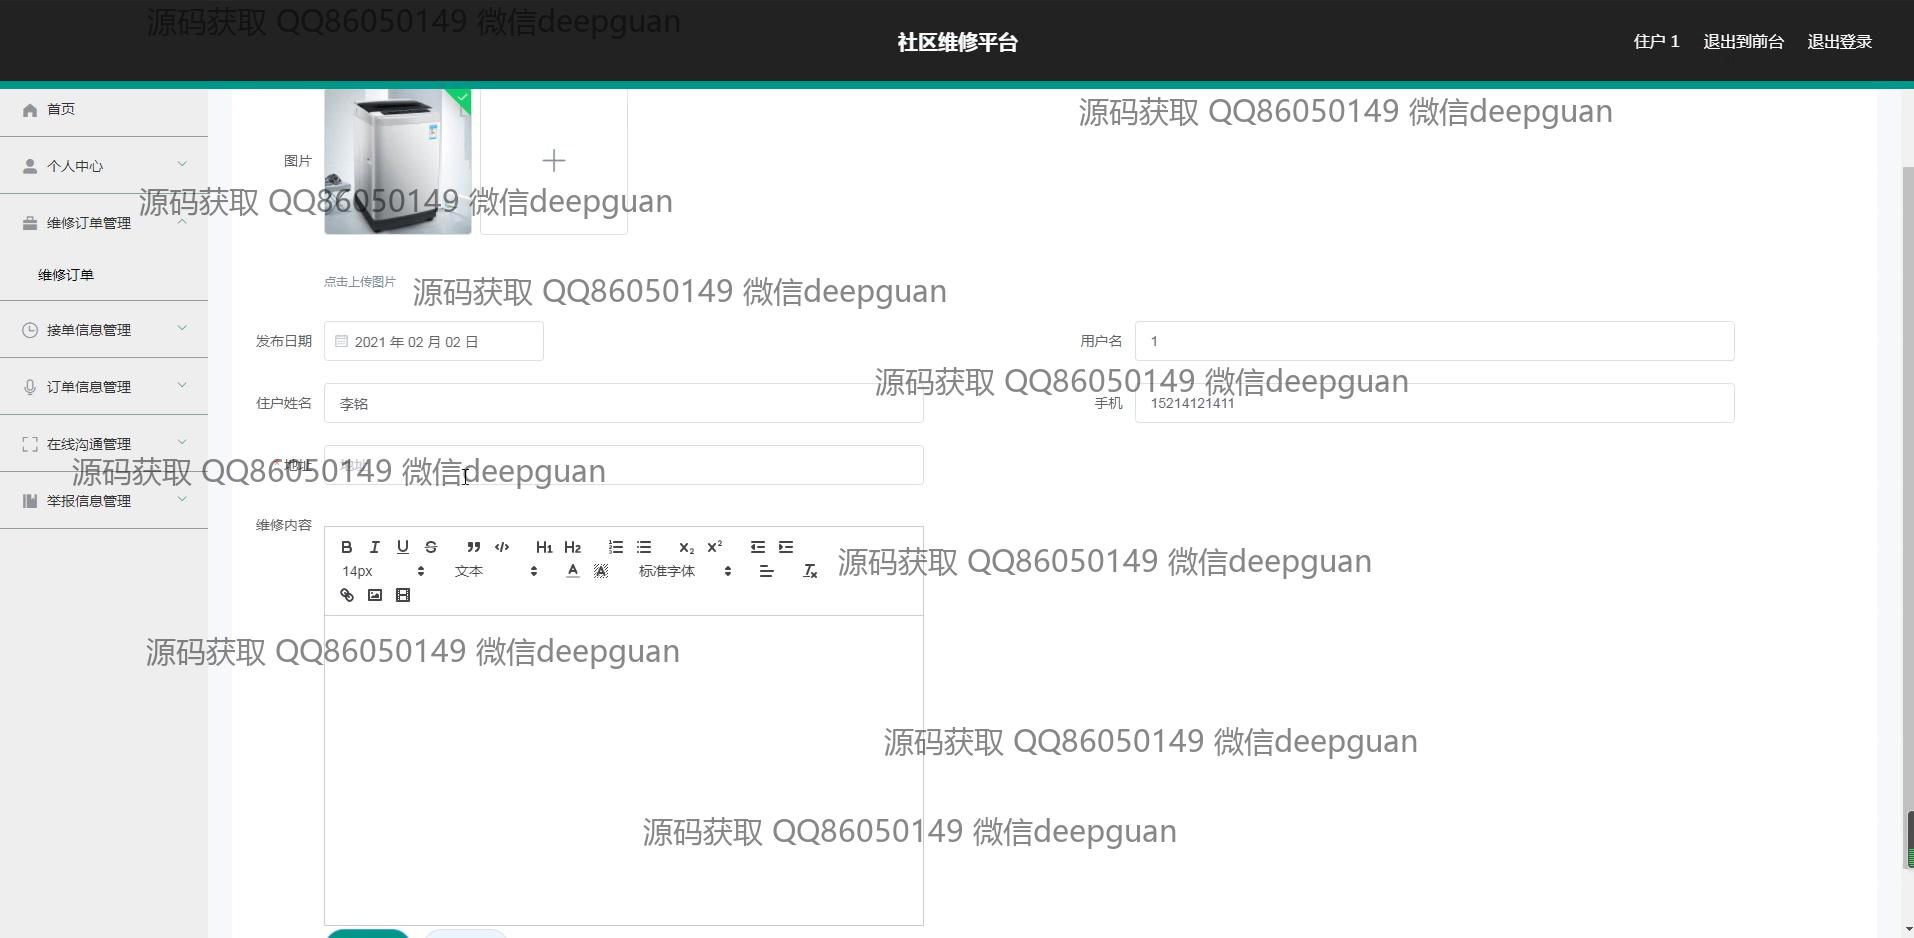 源码获取 QQ86050149 微信deepguan
社区维修平台
住户 1
退出到前台
退出登录
首页
源码获取 QQ86050149 微信deepguan
图片
个人中心
源码获取 QQ86050149 微信deepguan
维修订单管理
维修订单
点击上传图片
源码获取 QQ86050149 微信deepguan
接单信息管理
发布日期
2021 年 02 月 02 日
用户名
1
订单信息管理
源码获取 QQ86050149 微信deepguan
住户姓名
李铭
手机
15214121411
在线沟通管理
* 地址
地址
源码获取 QQ86050149 微信deepguan
举报信息管理
维修内容
B I U S H1 H2 X2 X2
14px
文本
A
A
标准字体
Tx
源码获取 QQ86050149 微信deepguan
源码获取 QQ86050149 微信deepguan
源码获取 QQ86050149 微信deepguan
源码获取 QQ86050149 微信deepguan